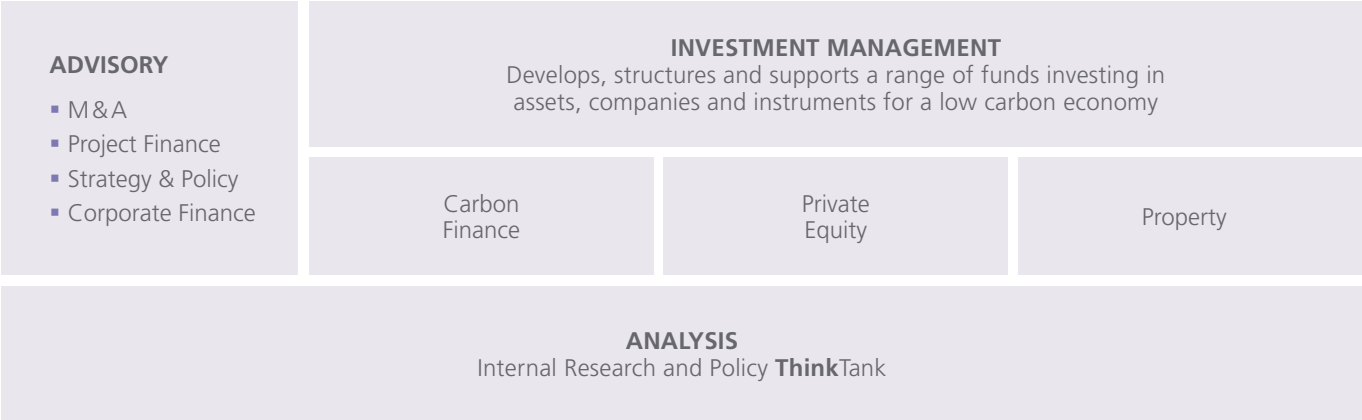 ADVISORY
▪ M&A
▪ Project Finance
▪ Strategy & Policy
▪ Corporate Finance
INVESTMENT MANAGEMENT
Develops, structures and supports a range of funds investing in
assets, companies and instruments for a low carbon economy
Carbon
Finance
Private
Equity
Property
ANALYSIS
Internal Research and Policy ThinkTank